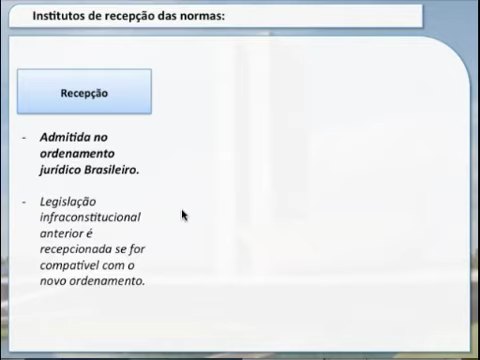 Institutos de recepção das normas:
Recepção
- Admitida no
ordenamento
jurídico Brasileiro.
- Legislação
infraconstitucional
anterior é
recepcionada se for
compatível com o
novo ordenamento.